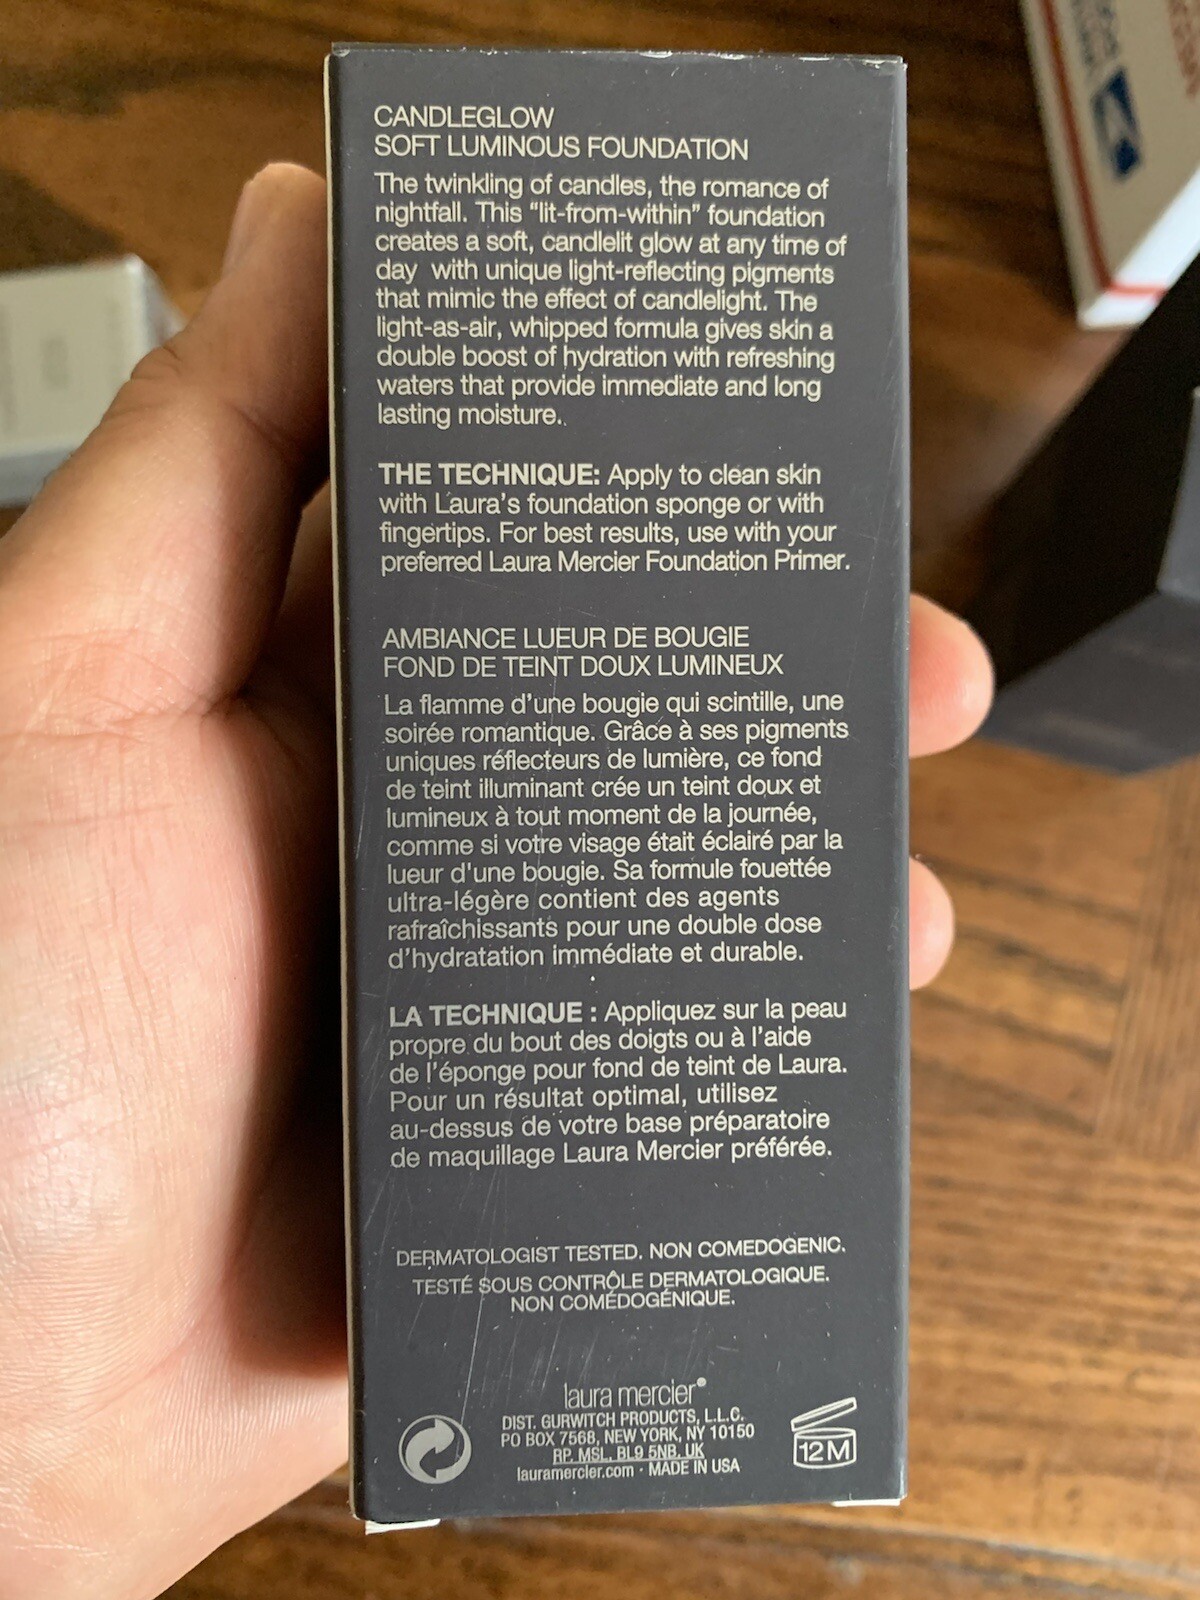 CANDLEGLOW
SOFT LUMINOUS FOUNDATION
The twinkling of candles, the romance of
nightfall. This “lit-from-within” foundation
creates a soft, candlelit glow at any time of
day with unique light-reflecting pigments
that mimic the effect of candlelight. The
light-as-air, whipped formula gives skin a
double boost of hydration with refreshing
waters that provide immediate and long
lasting moisture.
THE TECHNIQUE: Apply to clean skin
with Laura’s foundation sponge or with
fingertips. For best results, use with your
preferred Laura Mercier Foundation Primer.
AMBIANCE LUEUR DE BOUGIE
FOND DE TEINT DOUX LUMINEUX
La flamme d’une bougie qui scintille, une
soirée romantique. Grâce à ses pigments
uniques réflecteurs de lumière, ce fond
de teint illuminant crée un teint doux et
lumineux à tout moment de la journée,
comme si votre visage était éclairé par la
lueur d’une bougie. Sa formule fouettée
ultra-légère contient des agents
rafraîchissants pour une double dose
d’hydratation immédiate et durable.
LA TECHNIQUE : Appliquez sur la peau
propre du bout des doigts ou à l’aide
de l’éponge pour fond de teint de Laura.
Pour un résultat optimal, utilisez
au-dessus de votre base préparatoire
de maquillage Laura Mercier préférée.
DERMATOLOGIST TESTED. NON COMEDOGENIC.
TESTÉ SOUS CONTRÔLE DERMATOLOGIQUE.
NON COMÉDOGÉNIQUE.
laura mercier®
DIST. GURWITCH PRODUCTS, L.L.C.
PO BOX 7568, NEW YORK, NY 10150
RP. MSL. BL9 5NB. UK
lauramercier.com · MADE IN USA
12 M